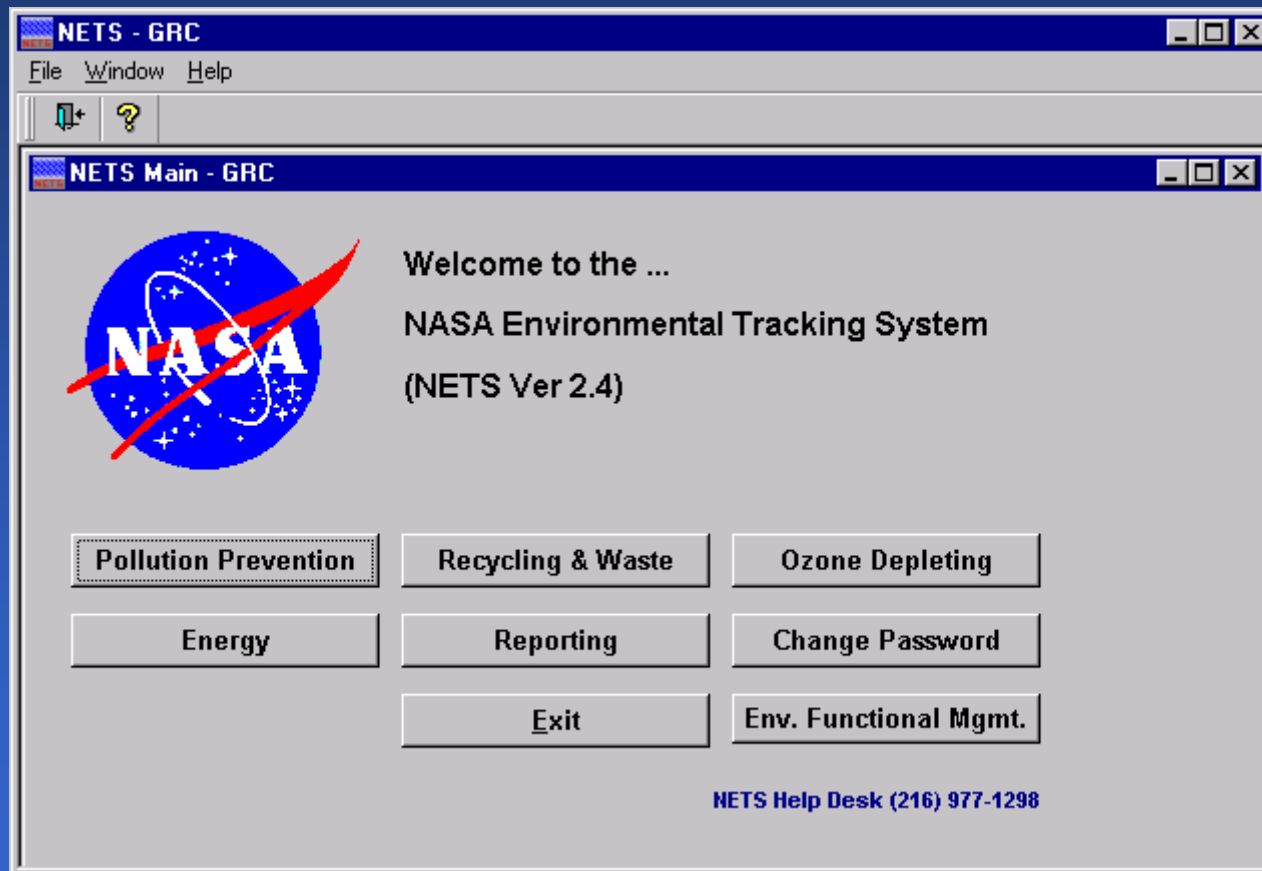 NETS - GRC
File Window Help
NETS Main - GRC
NASA
Welcome to the ...
NASA Environmental Tracking System
(NETS Ver 2.4)
Pollution Prevention Recycling & Waste Ozone Depleting
Energy Reporting Change Password
Exit Env. Functional Mgmt.
NETS Help Desk (216) 977-1298